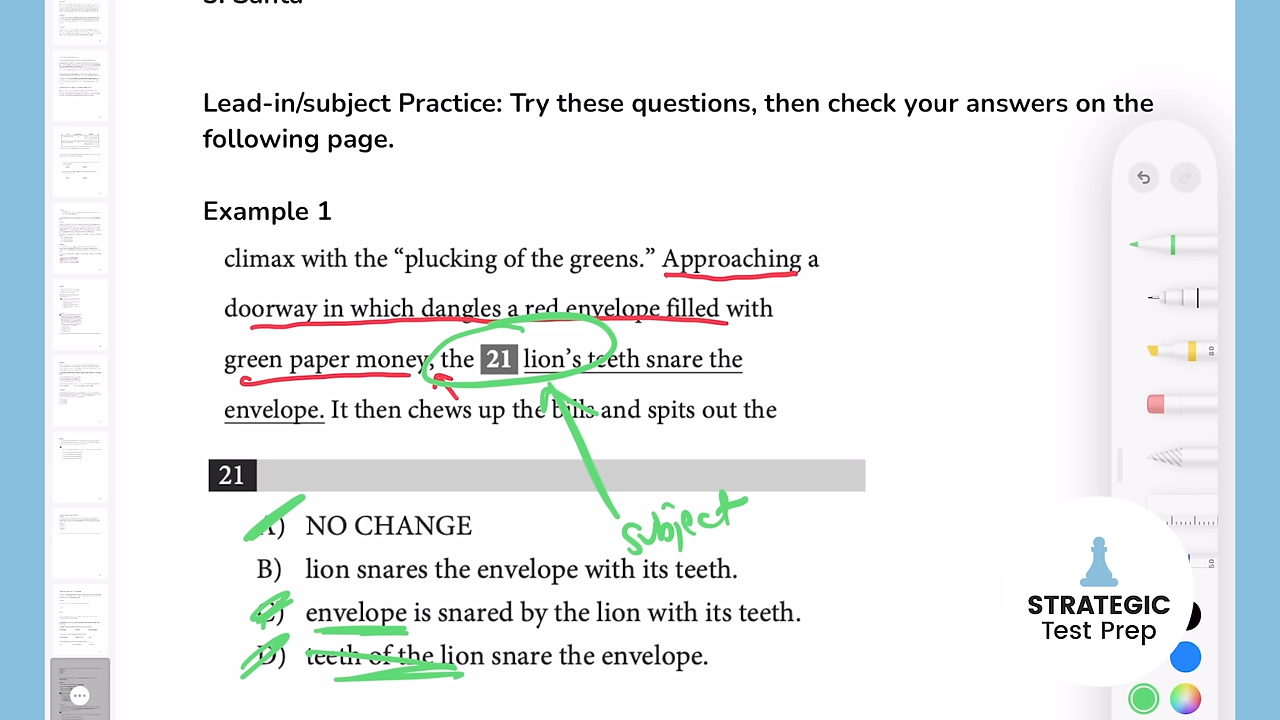 Lead-in/subject Practice: Try these questions, then check your answers on the
following page.
Example 1
climax with the “plucking of the greens.” Approaching a
doorway in which dangles a red envelope filled with
green paper money, the 21 lion’s teeth snare the
envelope. It then chews up the bills and spits out the
21
A) NO CHANGE
subject
B) lion snares the envelope with its teeth.
C) envelope is snared by the lion with its teeth.
D) teeth of the lion snare the envelope.
STRATEGIC
Test Prep